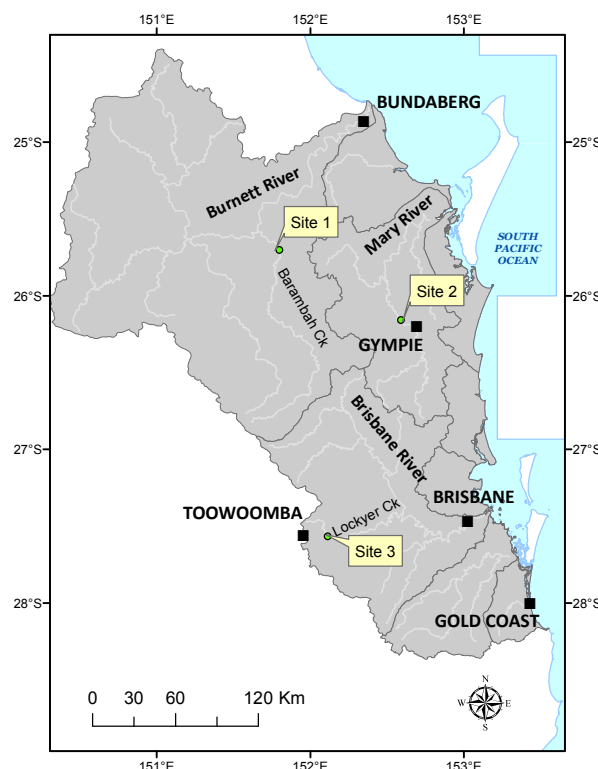 151°E 152°E 153°E
BUNDABERG
25°S 25°S
Burnett River
Site 1
Mary River
SOUTH
PACIFIC
OCEAN
Barambah Ck
26°S 26°S
Site 2
GYMPIE
Brisbane River
27°S 27°S
BRISBANE
TOOWOOMBA
Lockyer Ck
Site 3
28°S 28°S
GOLD COAST
0 30 60 120 Km
N
W E
S
151°E 152°E 153°E